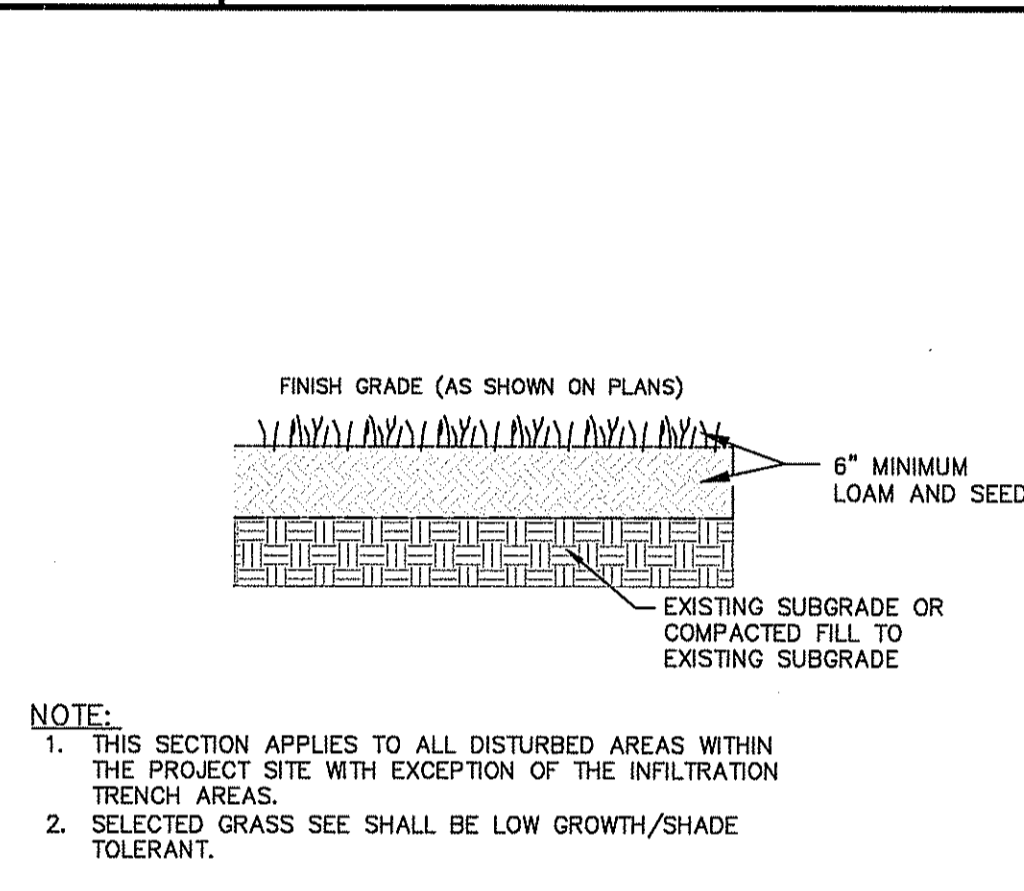 FINISH GRADE (AS SHOWN ON PLANS)
6" MINIMUM
LOAM AND SEED
EXISTING SUBGRADE OR
COMPACTED FILL TO
EXISTING SUBGRADE
NOTE:
1. THIS SECTION APPLIES TO ALL DISTURBED AREAS WITHIN
THE PROJECT SITE WITH EXCEPTION OF THE INFILTRATION
TRENCH AREAS.
2. SELECTED GRASS SEE SHALL BE LOW GROWTH/SHADE
TOLERANT.